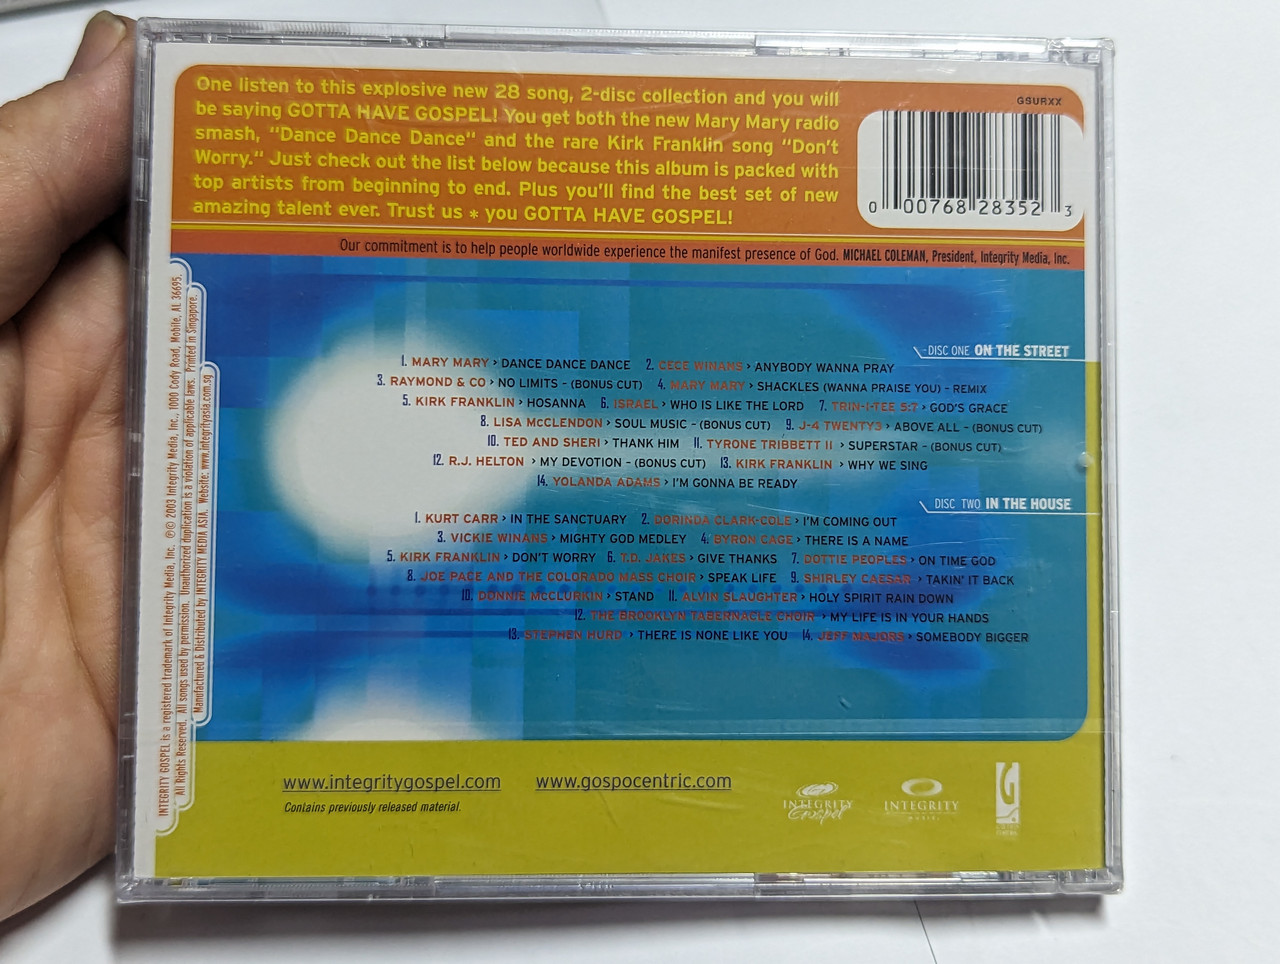 One listen to this explosive new 28 song, 2-disc collection and you will
be saying GOTTA HAVE GOSPEL! You get both the new Mary Mary radio
smash, "Dance Dance Dance" and the rare Kirk Franklin song "Don't
Worry." Just check out the list below because this album is packed with
top artists from beginning to end. Plus you'll find the best set of new
amazing talent ever. Trust us * you GOTTA HAVE GOSPEL!
GSURXX
0 00768 28352 3
Our commitment is to help people worldwide experience the manifest presence of God. MICHAEL COLEMAN, President, Integrity Media, Inc.
DISC ONE ON THE STREET
1. MARY MARY > DANCE DANCE DANCE 2. CECE WINANS > ANYBODY WANNA PRAY
3. RAYMOND & CO > NO LIMITS - (BONUS CUT) 4. MARY MARY > SHACKLES (WANNA PRAISE YOU) - REMIX
5. KIRK FRANKLIN > HOSANNA 6. ISRAEL > WHO IS LIKE THE LORD 7. TRIN-I-TEE 5:7 > GOD'S GRACE
8. LISA McCLENDON > SOUL MUSIC - (BONUS CUT) 9. J-4 TWENTY3 > ABOVE ALL - (BONUS CUT)
10. TED AND SHERI > THANK HIM 11. TYRONE TRIBBETT II > SUPERSTAR - (BONUS CUT)
12. R.J. HELTON > MY DEVOTION - (BONUS CUT) 13. KIRK FRANKLIN > WHY WE SING
14. YOLANDA ADAMS > I'M GONNA BE READY
DISC TWO IN THE HOUSE
1. KURT CARR > IN THE SANCTUARY 2. DORINDA CLARK-COLE > I'M COMING OUT
3. VICKIE WINANS > MIGHTY GOD MEDLEY 4. BYRON CAGE > THERE IS A NAME
5. KIRK FRANKLIN > DON'T WORRY 6. T.D. JAKES > GIVE THANKS 7. DOTTIE PEOPLES > ON TIME GOD
8. JOE PACE AND THE COLORADO MASS CHOIR > SPEAK LIFE 9. SHIRLEY CAESAR > TAKIN' IT BACK
10. DONNIE McCLURKIN > STAND 11. ALVIN SLAUGHTER > HOLY SPIRIT RAIN DOWN
12. THE BROOKLYN TABERNACLE CHOIR > MY LIFE IS IN YOUR HANDS
13. STEPHEN HURD > THERE IS NONE LIKE YOU 14. JEFF MAJORS > SOMEBODY BIGGER
INTEGRITY GOSPEL is a registered trademark of Integrity Media, Inc. ℗© 2003 Integrity Media, Inc., 1000 Cody Road, Mobile, AL 36695.
All Rights Reserved. All songs used by permission. Unauthorized duplication is a violation of applicable laws. Printed in Singapore.
Manufactured & Distributed by INTEGRITY MEDIA ASIA. Website: www.integrityasia.com.sg
www.integritygospel.com www.gospocentric.com
Contains previously released material.
INTEGRITY
Gospel
INTEGRITY
MUSIC
G